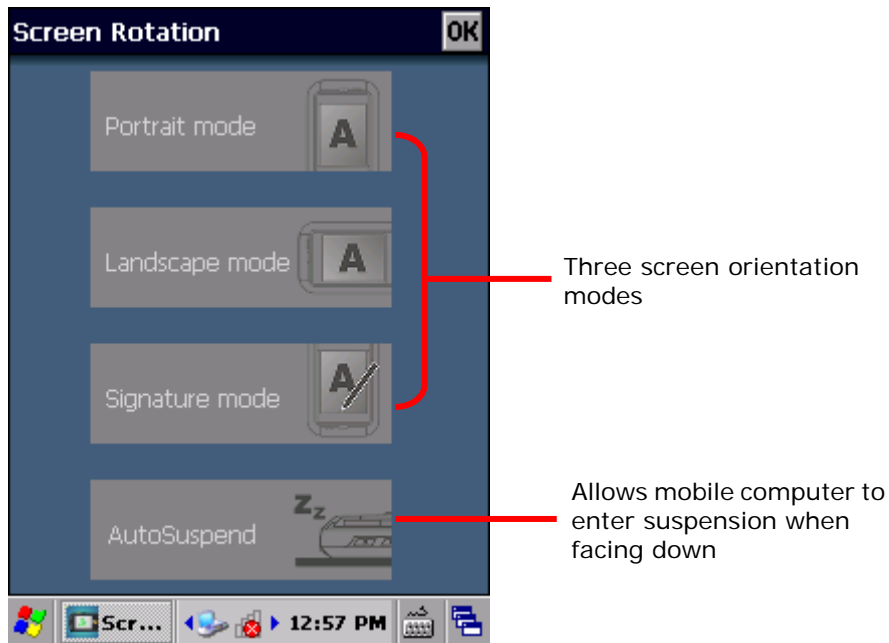 Screen Rotation OK
Portrait mode
A
Landscape mode
A
Three screen orientation
modes
Signature mode
A
AutoSuspend
Zz
Allows mobile computer to
enter suspension when
facing down
Scr... 12:57 PM